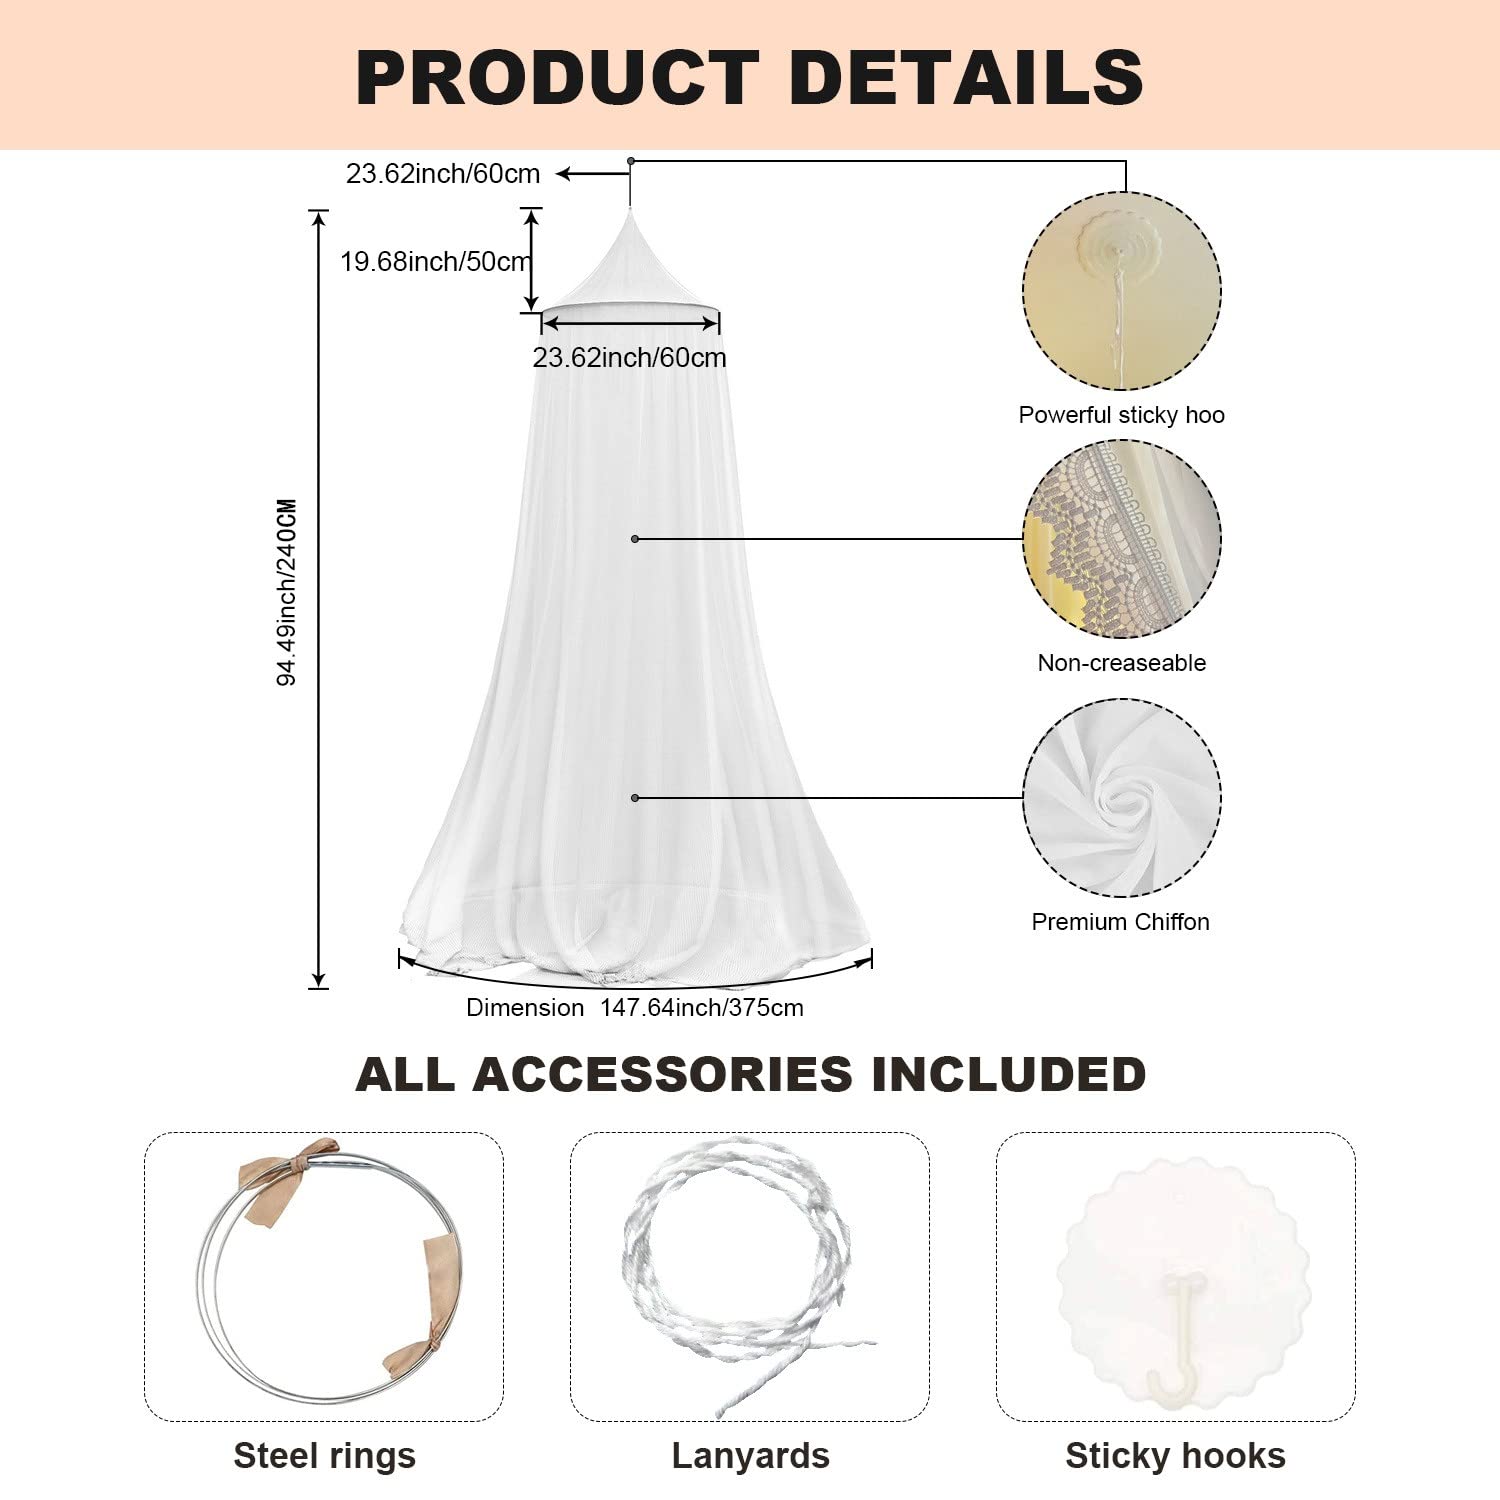 PRODUCT DETAILS
23.62inch/60cm
19.68inch/50cm
23.62inch/60cm
94.49inch/240CM
Powerful sticky hoo
Non-creaseable
Premium Chiffon
Dimension 147.64inch/375cm
ALL ACCESSORIES INCLUDED
Steel rings
Lanyards
Sticky hooks